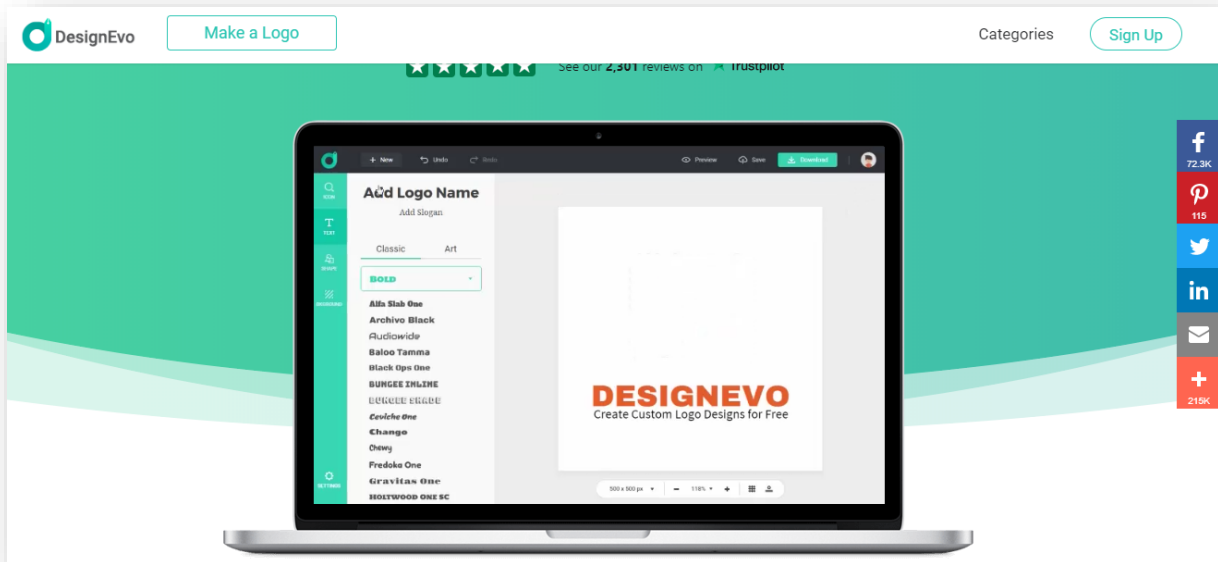 DesignEvo
Make a Logo
Categories
Sign Up
See our 2,301 reviews on Trustpilot
+ New
Undo
Redo
Preview
Save
Download
ICON
TEXT
SHAPE
BACKGROUND
SETTINGS
Add Logo Name
Add Slogan
Classic
Art
BOLD
Alfa Slab One
Archivo Black
Audiowide
Baloo Tamma
Black Ops One
BUNGEE INLINE
BUNGEE SHADE
Ceviche One
Chango
Chewy
Fredoka One
Gravitas One
HOLTWOOD ONE SC
DESIGNEVO
Create Custom Logo Designs for Free
500 x 500 px
118%
72.3K
115
in
215K